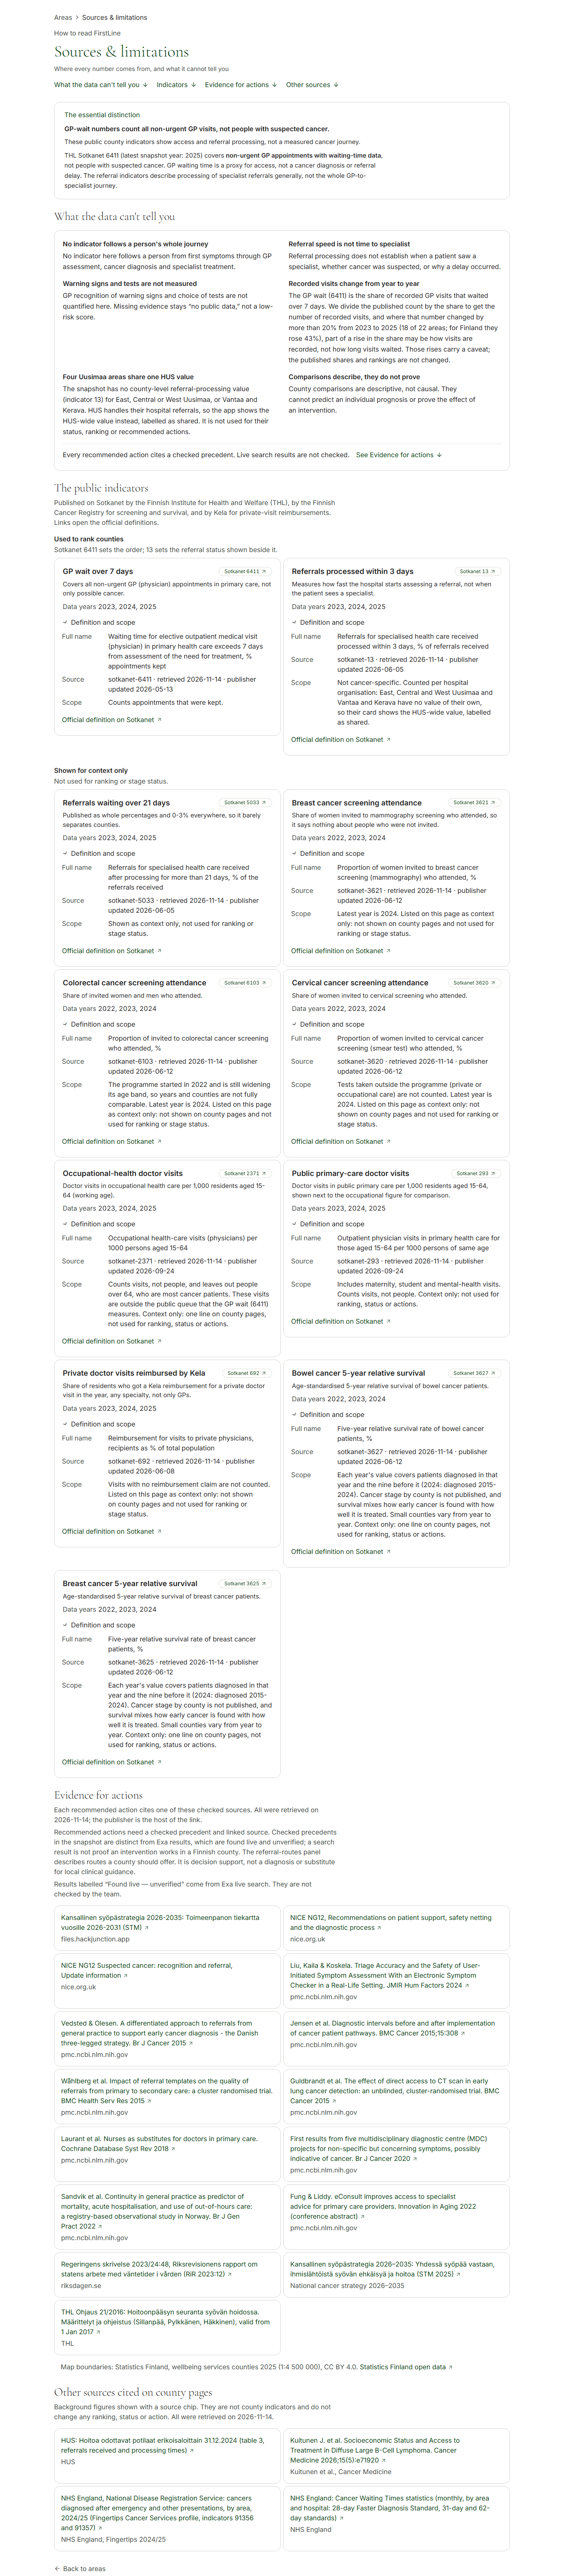 Areas › Sources & limitations
How to read FirstLine
Sources & limitations
Where every number comes from, and what it cannot tell you
What the data can't tell you ↓ Indicators ↓ Evidence for actions ↓ Other sources ↓
The essential distinction
GP-wait numbers count all non-urgent GP visits, not people with suspected cancer.
These public indicators show access and referral processing, not a measured cancer journey.
THL Sotkanet 6411 (latest snapshot year: 2025) covers non-urgent GP appointments with waiting-time data,
not people with suspected cancer. GP waiting time is a proxy for access, not a cancer diagnosis or referral
delay. The referral indicators describe processing of specialist referrals generally, not the whole GP-to-
specialist journey.
What the data can't tell you
No indicator follows a person's whole journey
No indicator here follows a person from first symptoms through GP
assessment, cancer diagnosis and specialist treatment.
Referral speed is not time to specialist
Referral processing does not establish when a patient saw a
specialist, whether cancer was suspected, or why a delay occurred.
Warning signs and tests are not measured
GP recognition of warning signs and choice of tests are not
quantified here. Missing evidence stays “no public data,” not a low-
risk score.
Recorded visits change from year to year
The GP wait (6411) is the share of recorded GP visits that waited
over 7 days. We divide the published count by the share to get the
number of recorded visits, and where that number changed by
more than 20% from 2023 to 2025 (18 of 22 areas; for Finland they
rose 43%), part of a rise in the share may be how visits are
recorded, not how long visits waited. Those rises carry a caveat;
the published shares and rankings are not changed.
Four Uusimaa areas share one HUS value
The snapshot has no county-level referral-processing value
(indicator 13) for East, Central or West Uusimaa, or Vantaa and
Kerava. HUS handles their hospital referrals, so the app shows the
HUS-wide value instead, labelled as shared. It is not used for their
status, ranking or recommended actions.
Comparisons describe, they do not prove
County comparisons are descriptive, not causal. They
cannot predict an individual prognosis or prove the effect of
an intervention.
Every recommended action cites a checked precedent. Live search results are not checked. See Evidence for actions ↓
The public indicators
Published on Sotkanet by the Finnish Institute for Health and Welfare (THL), by the Finnish
Cancer Registry for screening and survival, and by Kela for private-visit reimbursements.
Links open the official definitions.
Used to rank counties
Sotkanet 6411 sets the order; 13 sets the referral status shown beside it.
GP wait over 7 days Sotkanet 6411 ↗
Covers all non-urgent GP (physician) appointments in primary care, not
only possible cancer.
Data years 2023, 2024, 2025
Definition and scope
Full name Waiting time for elective outpatient medical visit
(physician) in primary health care exceeds 7 days
from assessment of the need for treatment, %
appointments kept
Source sotkanet-6411 · retrieved 2026-11-14 · publisher
updated 2026-05-13
Scope Counts appointments that were kept.
Official definition on Sotkanet ↗
Referrals processed within 3 days Sotkanet 13 ↗
Measures how fast the hospital starts assessing a referral, not when
the patient sees a specialist.
Data years 2023, 2024, 2025
Definition and scope
Full name Referrals for specialised health care received
processed within 3 days, % of referrals received
Source sotkanet-13 · retrieved 2026-11-14 · publisher
updated 2026-06-05
Scope Not cancer-specific. Counted per hospital
organisation: East, Central and West Uusimaa and
Vantaa and Kerava have no value of their own,
so their card shows the HUS-wide value, labelled
as shared.
Official definition on Sotkanet ↗
Shown for context only
Not used for ranking or stage status.
Referrals waiting over 21 days Sotkanet 5033 ↗
Published as whole percentages and 0-3% everywhere, so it barely
separates counties.
Data years 2023, 2024, 2025
Definition and scope
Full name Referrals for specialised health care received
after processing for more than 21 days, % of the
referrals received
Source sotkanet-5033 · retrieved 2026-11-14 · publisher
updated 2026-06-05
Scope Shown as context only, not used for ranking or
stage status.
Official definition on Sotkanet ↗
Breast cancer screening attendance Sotkanet 3621 ↗
Share of women invited to mammography screening who attended, so
it says nothing about people who were not invited.
Data years 2022, 2023, 2024
Definition and scope
Full name Proportion of women invited to breast cancer
screening (mammography) who attended, %
Source sotkanet-3621 · retrieved 2026-11-14 · publisher
updated 2026-06-12
Scope Latest year is 2024. Listed on this page as context
only: not shown on county pages and not used for
ranking or stage status.
Official definition on Sotkanet ↗
Colorectal cancer screening attendance Sotkanet 6103 ↗
Share of invited women and men who attended.
Data years 2022, 2023, 2024
Definition and scope
Full name Proportion of invited to colorectal cancer screening
who attended, %
Source sotkanet-6103 · retrieved 2026-11-14 · publisher
updated 2026-06-12
Scope The programme started in 2022 and is still widening
its age band, so years and counties are not fully
comparable. Latest year is 2024. Listed on this page
as context only: not shown on county pages and not
used for ranking or stage status.
Official definition on Sotkanet ↗
Cervical cancer screening attendance Sotkanet 3620 ↗
Share of women invited to cervical screening who attended.
Data years 2022, 2023, 2024
Definition and scope
Full name Proportion of women invited to cervical cancer
screening (smear test) who attended, %
Source sotkanet-3620 · retrieved 2026-11-14 · publisher
updated 2026-06-12
Scope Tests taken outside the programme (private or
occupational care) are not counted. Latest year is
2024. Listed on this page as context only: not
shown on county pages and not used for ranking or
stage status.
Official definition on Sotkanet ↗
Occupational-health doctor visits Sotkanet 2371 ↗
Doctor visits in occupational health care per 1,000 residents aged 15-
64 (working age).
Data years 2023, 2024, 2025
Definition and scope
Full name Occupational health-care visits (physicians) per
1000 persons aged 15-64
Source sotkanet-2371 · retrieved 2026-11-14 · publisher
updated 2026-09-24
Scope Counts visits, not people, and leaves out people
over 64, who are most cancer patients. These visits
are outside the public queue that the GP wait (6411)
measures. Context only: one line on county pages,
not used for ranking, status or actions.
Official definition on Sotkanet ↗
Public primary-care doctor visits Sotkanet 293 ↗
Doctor visits in public primary care per 1,000 residents aged 15-64,
shown next to the occupational figure for comparison.
Data years 2023, 2024, 2025
Definition and scope
Full name Outpatient physician visits in primary health care for
those aged 15-64 per 1000 persons of same age
Source sotkanet-293 · retrieved 2026-11-14 · publisher
updated 2026-09-24
Scope Includes maternity, student and mental-health visits.
Counts visits, not people. Context only: not used for
ranking, status or actions.
Official definition on Sotkanet ↗
Private doctor visits reimbursed by Kela Sotkanet 692 ↗
Share of residents who got a Kela reimbursement for a private doctor
visit in the year, any specialty, not only GPs.
Data years 2023, 2024, 2025
Definition and scope
Full name Reimbursement for visits to private physicians,
recipients as % of total population
Source sotkanet-692 · retrieved 2026-11-14 · publisher
updated 2026-06-08
Scope Visits with no reimbursement claim are not counted.
Listed on this page as context only: not shown
on county pages and not used for ranking or
stage status.
Official definition on Sotkanet ↗
Bowel cancer 5-year relative survival Sotkanet 3627 ↗
Age-standardised 5-year relative survival of bowel cancer patients.
Data years 2022, 2023, 2024
Definition and scope
Full name Five-year relative survival rate of bowel cancer
patients, %
Source sotkanet-3627 · retrieved 2026-11-14 · publisher
updated 2026-06-12
Scope Each year's value covers patients diagnosed in that
year and the nine before it (2024: diagnosed 2015-
2024). Cancer stage by county is not published, and
survival mixes how early cancer is found with how
well it is treated. Small counties vary from year to
year. Context only: one line on county pages, not
used for ranking, status or actions.
Official definition on Sotkanet ↗
Breast cancer 5-year relative survival Sotkanet 3625 ↗
Age-standardised 5-year relative survival of breast cancer patients.
Data years 2022, 2023, 2024
Definition and scope
Full name Five-year relative survival rate of breast cancer
patients, %
Source sotkanet-3625 · retrieved 2026-11-14 · publisher
updated 2026-06-12
Scope Each year's value covers patients diagnosed in that
year and the nine before it (2024: diagnosed 2015-
2024). Cancer stage by county is not published, and
survival mixes how early cancer is found with how
well it is treated. Small counties vary from year to
year. Context only: one line on county pages, not
used for ranking, status or actions.
Official definition on Sotkanet ↗
Evidence for actions
Each recommended action cites one of these checked sources. All were retrieved on
2026-11-14; the publisher is the host of the link.
Recommended actions need a checked precedent and linked source. Checked precedents
in the snapshot are distinct from Exa results, which are found live and unverified; a search
result is not proof an intervention works in a Finnish county. The referral-routes panel
describes routes a county should offer. It is decision support, not a diagnosis or substitute
for local clinical guidance.
Results labelled “Found live — unverified” come from Exa live search. They are not
checked by the team.
Kansallinen syöpästrategia 2026-2035: Toimeenpanon tiekartta
vuosille 2026-2031 (STM) ↗
files.hackjunction.app
NICE NG12, Recommendations on patient support, safety netting
and the diagnostic process ↗
nice.org.uk
NICE NG12 Suspected cancer: recognition and referral,
Update information ↗
nice.org.uk
Liu, Kaila & Koskela. Triage Accuracy and the Safety of User-
Initiated Symptom Assessment With an Electronic Symptom
Checker in a Real-Life Setting. JMIR Hum Factors 2024 ↗
pmc.ncbi.nlm.nih.gov
Vedsted & Olesen. A differentiated approach to referrals from
general practice to support early cancer diagnosis - the Danish
three-legged strategy. Br J Cancer 2015 ↗
pmc.ncbi.nlm.nih.gov
Jensen et al. Diagnostic intervals before and after implementation
of cancer patient pathways. BMC Cancer 2015;15:308 ↗
pmc.ncbi.nlm.nih.gov
Wåhlberg et al. Impact of referral templates on the quality of
referrals from primary to secondary care: a cluster randomised trial.
BMC Health Serv Res 2015 ↗
pmc.ncbi.nlm.nih.gov
Guldbrandt et al. The effect of direct access to CT scan in early
lung cancer detection: an unblinded, cluster-randomised trial. BMC
Cancer 2015 ↗
pmc.ncbi.nlm.nih.gov
Laurant et al. Nurses as substitutes for doctors in primary care.
Cochrane Database Syst Rev 2018 ↗
pmc.ncbi.nlm.nih.gov
First results from five multidisciplinary diagnostic centre (MDC)
projects for non-specific but concerning symptoms, possibly
indicative of cancer. Br J Cancer 2020 ↗
pmc.ncbi.nlm.nih.gov
Sandvik et al. Continuity in general practice as predictor of
mortality, acute hospitalisation, and use of out-of-hours care:
a registry-based observational study in Norway. Br J Gen
Pract 2022 ↗
pmc.ncbi.nlm.nih.gov
Fung & Liddy. eConsult improves access to specialist
advice for primary care providers. Innovation in Aging 2022
(conference abstract) ↗
pmc.ncbi.nlm.nih.gov
Regeringens skrivelse 2023/24:48, Riksrevisionens rapport om
statens arbete med väntetider i vården (RiR 2023:12) ↗
riksdagen.se
Kansallinen syöpästrategia 2026–2035: Yhdessä syöpää vastaan,
ihmislähtöistä syövän ehkäisyä ja hoitoa (STM 2025) ↗
National cancer strategy 2026–2035
THL Ohjaus 21/2016: Hoitoonpääsyn seuranta syövän hoidossa.
Määrittelyt ja ohjeistus (Sillanpää, Pylkkänen, Häkkinen), valid from
1 Jan 2017 ↗
THL
Map boundaries: Statistics Finland, wellbeing services counties 2025 (1:4 500 000), CC BY 4.0. Statistics Finland open data ↗
Other sources cited on county pages
Background figures shown with a source chip. They are not county indicators and do not
change any ranking, status or action. All were retrieved on 2026-11-14.
HUS: Hoitoa odottavat potilaat erikoisaloittain 31.12.2024 (table 3,
referrals received and processing times) ↗
HUS
Kuitunen J. et al. Socioeconomic Status and Access to
Treatment in Diffuse Large B-Cell Lymphoma. Cancer
Medicine 2026;15(5):e71920 ↗
Kuitunen et al., Cancer Medicine
NHS England, National Disease Registration Service: cancers
diagnosed after emergency and other presentations, by area,
2024/25 (Fingertips Cancer Services profile, indicators 91356
and 91357) ↗
NHS England, Fingertips 2024/25
NHS England: Cancer Waiting Times statistics (monthly, by area
and hospital: 28-day Faster Diagnosis Standard, 31-day and 62-
day standards) ↗
NHS England
← Back to areas